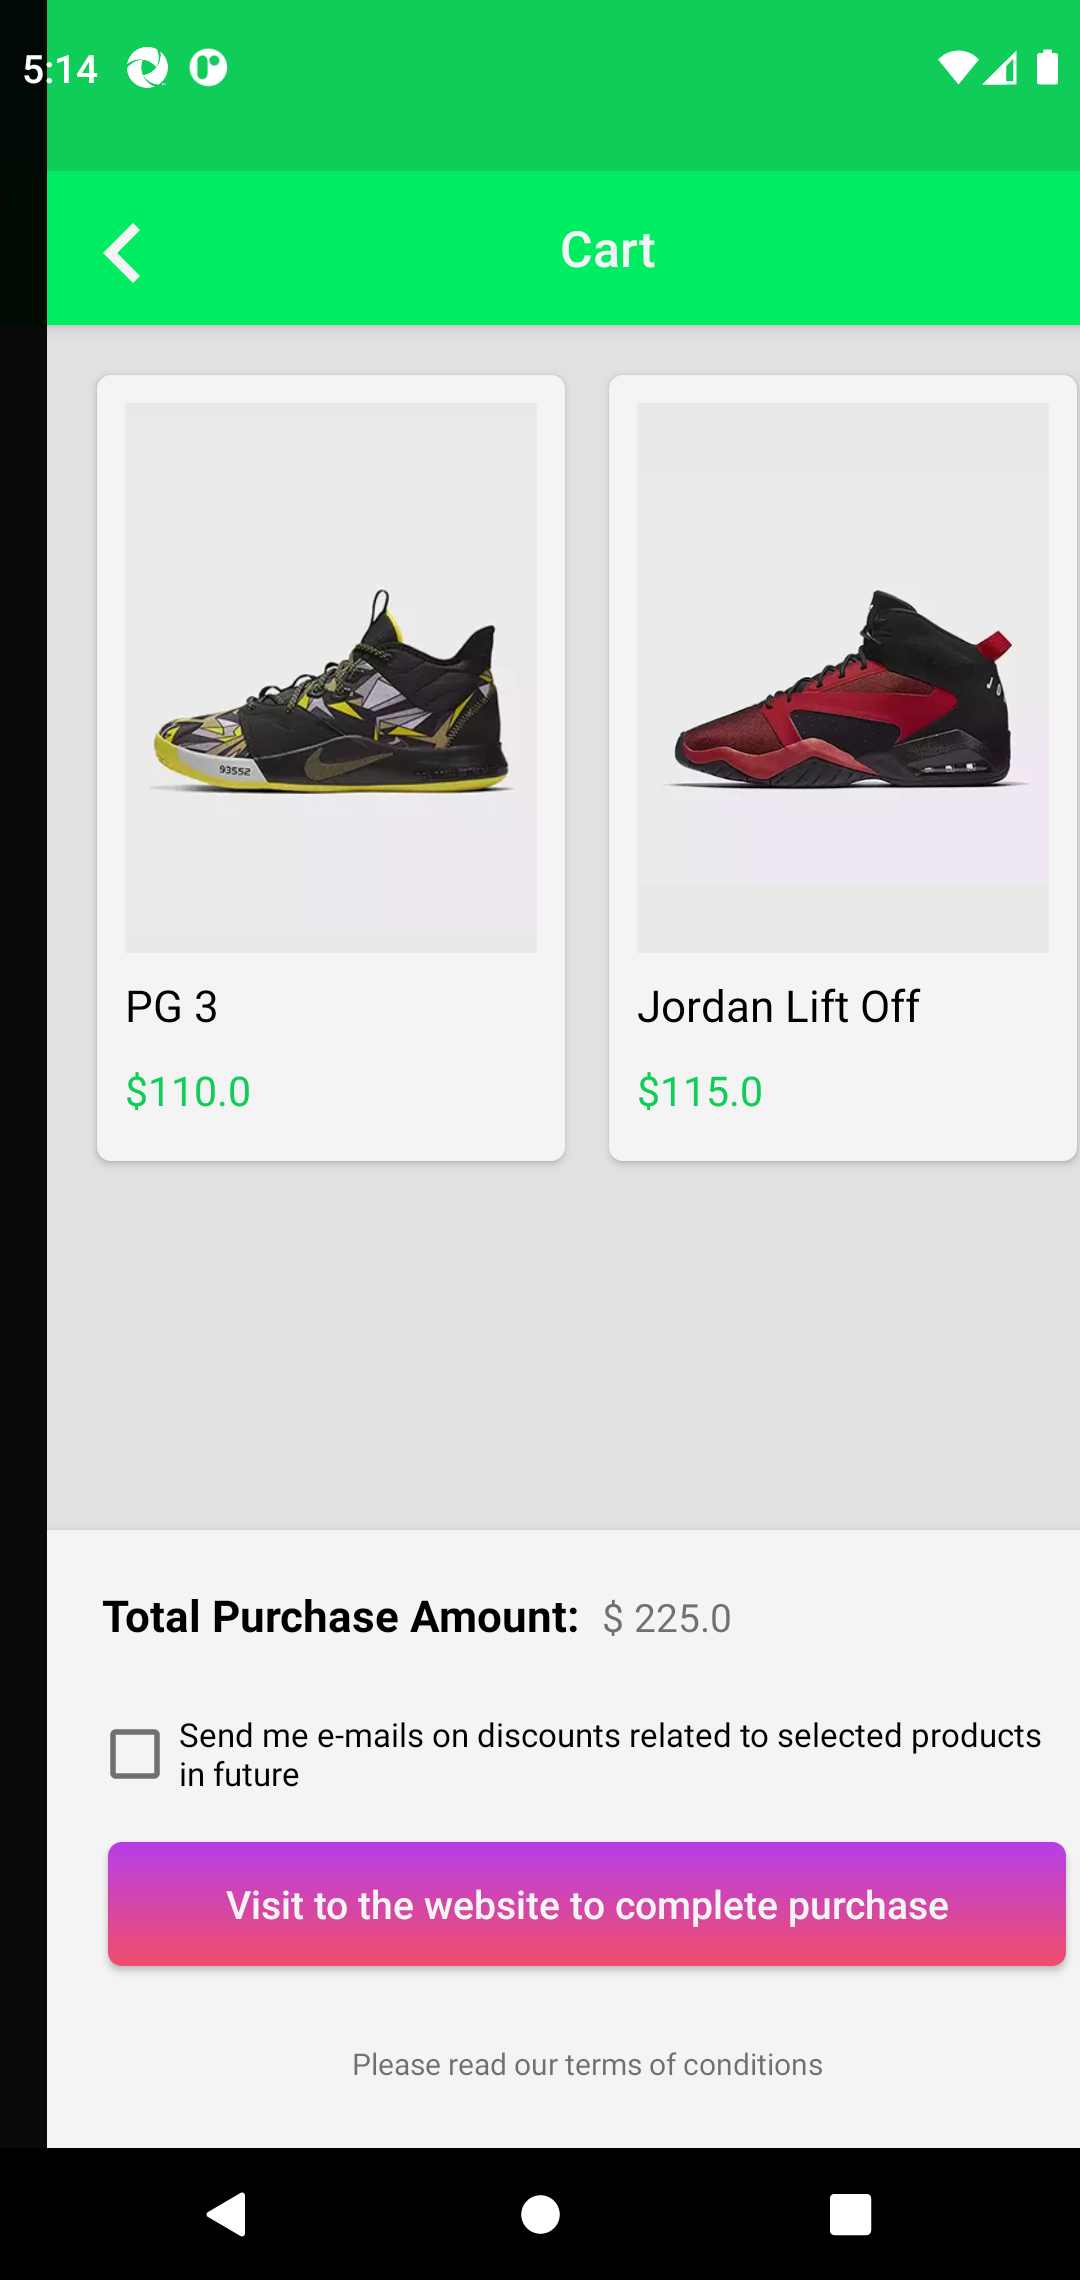 5:14
Cart
93552
PG 3
Jordan Lift Off
$110.0
$115.0
Total Purchase Amount: $ 225.0
Send me e-mails on discounts related to selected products
in future
Visit to the website to complete purchase
Please read our terms of conditions